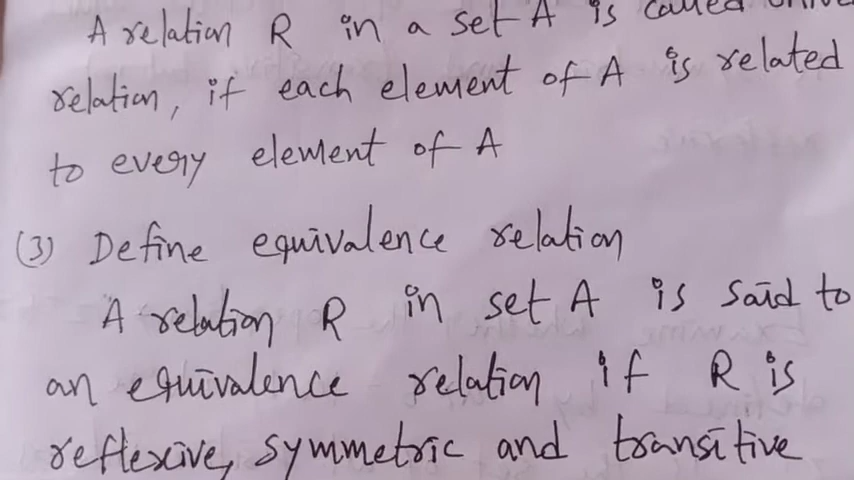 A relation R in a set A is called
relation, if each element of A is related
to every element of A
(3) Define equivalence relation
A relation R in set A is said to
an equivalence relation if R is
reflexive, symmetric and transitive